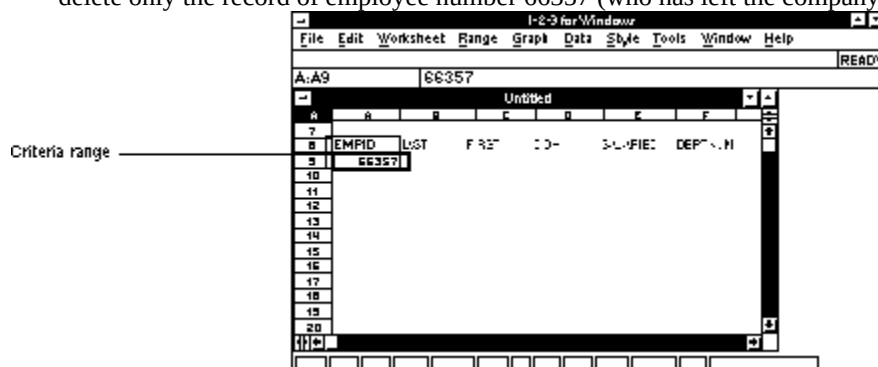 delete only the record of employee number 66357 (who has left the company
1-2-3 for Windows
File Edit Worksheet Range Graph Data Style Tools Window Help
READY
A:A9 66357
Untitled
A A B C D E F
7
8 EMPID LAST FIRST
9 66357
Criteria range
10
11
12
13
14
15
16
17
18
19
20